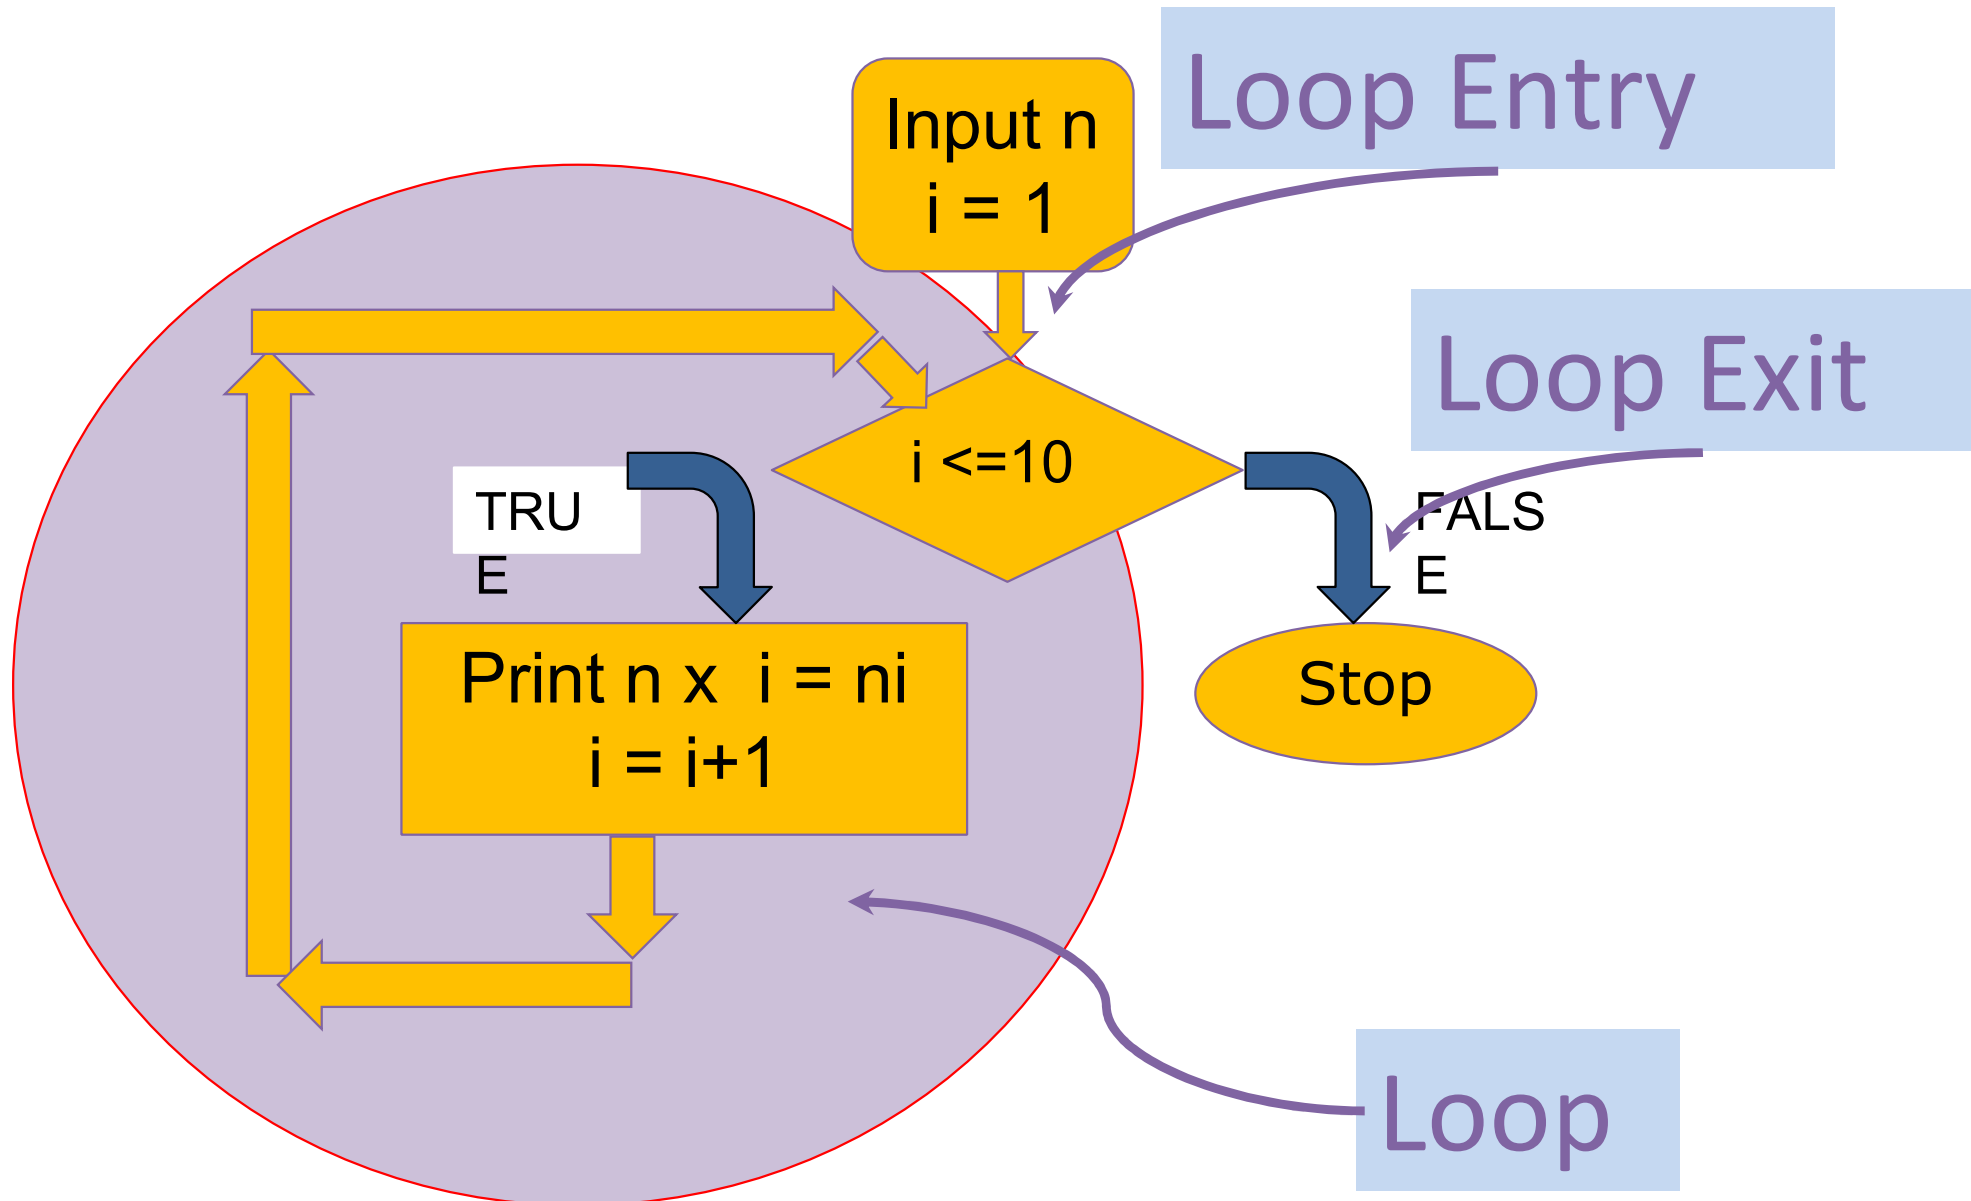 Loop Entry
Input n
i = 1
Loop Exit
i <=10
TRU
E
FALS
E
Print n x  i = ni
i = i+1
Stop
Loop